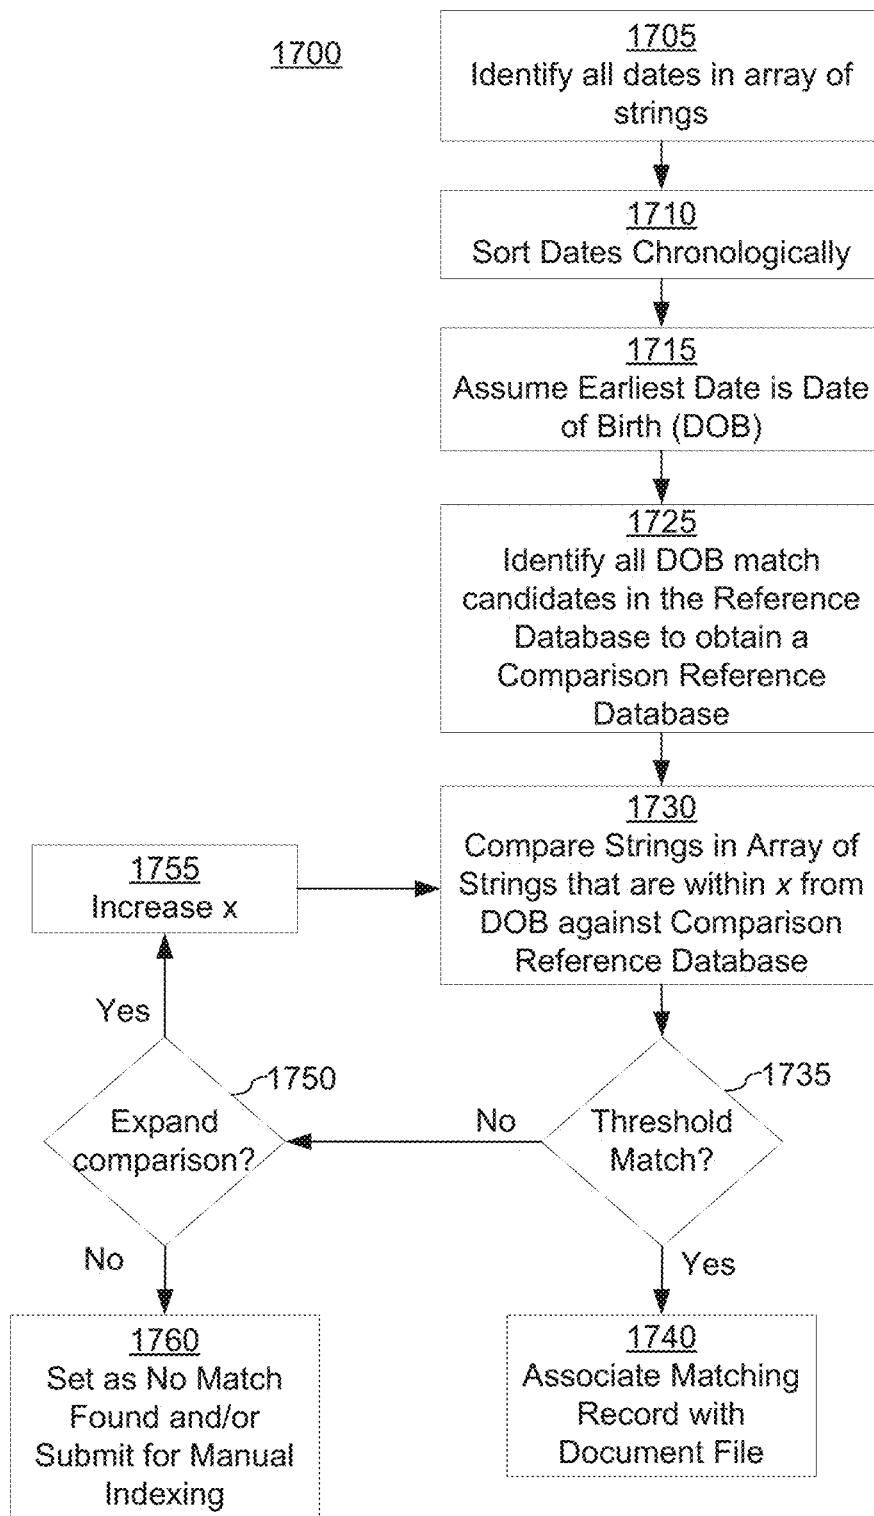 1700
1705
Identify all dates in array of
strings
1710
Sort Dates Chronologically
1715
Assume Earliest Date is Date
of Birth (DOB)
1725
Identify all DOB match
candidates in the Reference
Database to obtain a
Comparison Reference
Database
1730
Compare Strings in Array of
Strings that are within x from
DOB against Comparison
Reference Database
1755
Increase x
Yes
1750
Expand
comparison?
No
1735
Threshold
Match?
No
Yes
1760
Set as No Match
Found and/or
Submit for Manual
Indexing
1740
Associate Matching
Record with
Document File